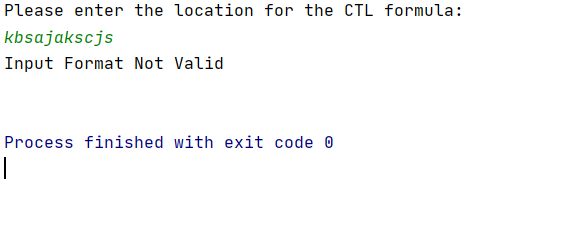 Please enter the location for the CTL formula:
kbsajakscjs
Input Format Not Valid
Process finished with exit code 0